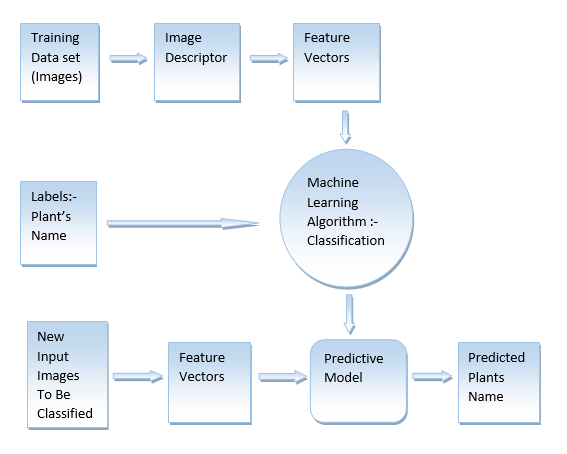 Training
Data set
(Images)
Image
Descriptor
Feature
Vectors
Labels:-
Plant's
Name
Machine
Learning
Algorithm :-
Classification
New
Input
Images
To Be
Classified
Feature
Vectors
Predictive
Model
Predicted
Plants
Name